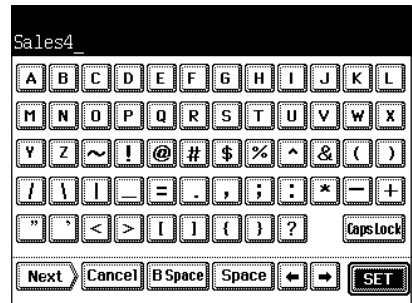 Sales4_
A B C D E F G H I J K L
M N O P Q R S T U V W X
Y Z ~ ! @ # $ % ^ & ( )
/ \ | _ = . , ; : * — +
" ' < > [ ] { } ? Caps Lock
Next Cancel B Space Space ← → SET